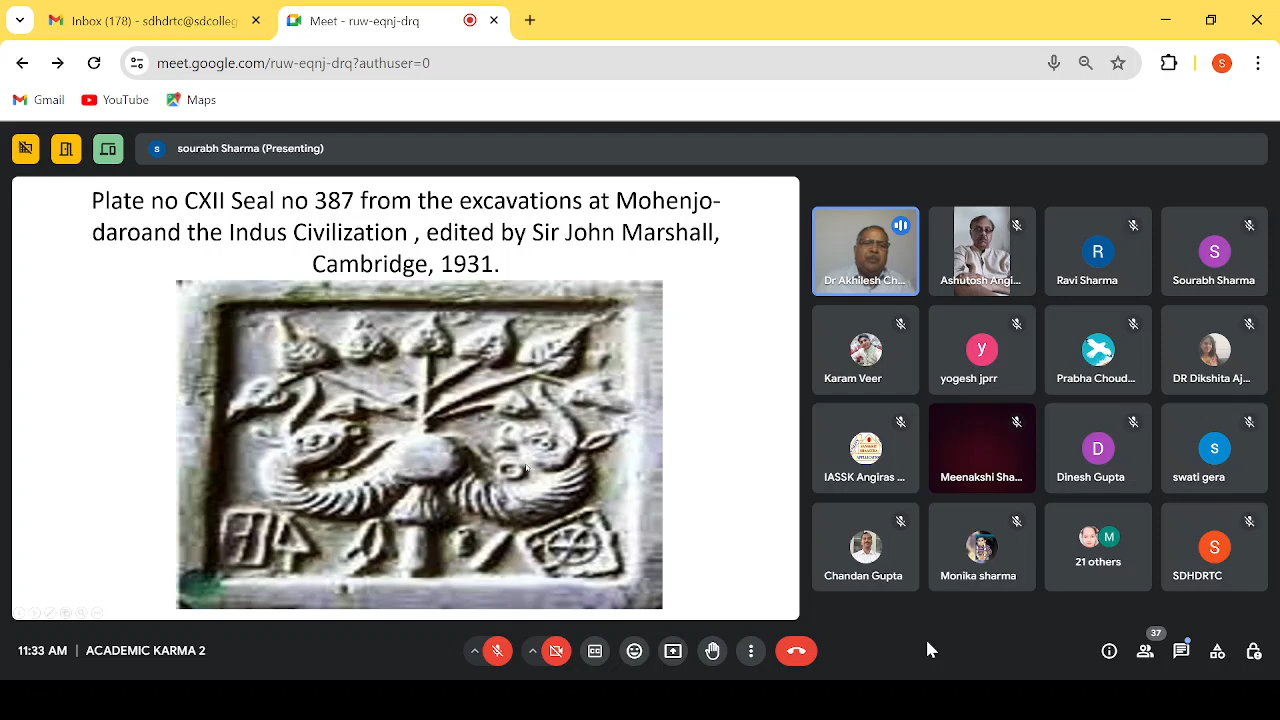 Inbox (178) - sdhdrtc@sdcolleg
Meet - ruw-eqnj-drq
meet.google.com/ruw-eqnj-drq?authuser=0
S
Gmail
YouTube
Maps
s
sourabh Sharma (Presenting)
Plate no CXII Seal no 387 from the excavations at Mohenjo-
daroand the Indus Civilization , edited by Sir John Marshall,
Cambridge, 1931.
Dr Akhilesh Ch...
Ashutosh Angi...
R
Ravi Sharma
S
Sourabh Sharma
Karam Veer
y
yogesh jprr
Prabha Choud...
DR Dikshita Aj...
IASSK Angiras ...
Meenakshi Sha...
D
Dinesh Gupta
s
swati gera
Chandan Gupta
Monika sharma
M
21 others
S
SDHDRTC
11:33 AM | ACADEMIC KARMA 2
37